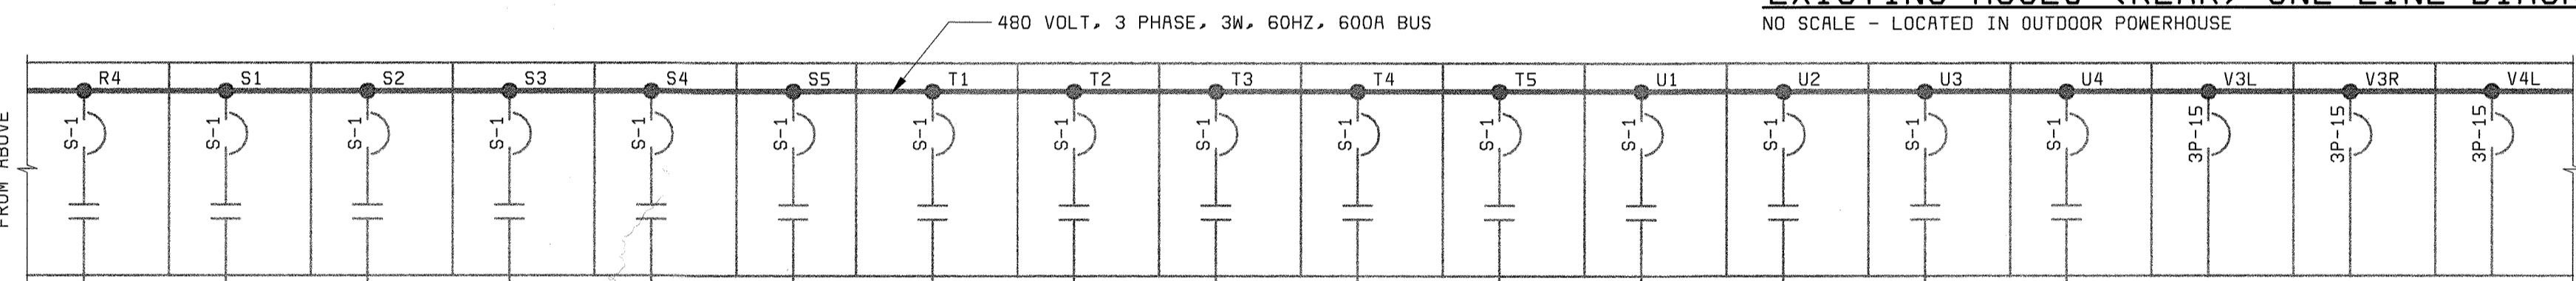 NO SCALE - LOCATED IN OUTDOOR POWERHOUSE
480 VOLT, 3 PHASE, 3W, 60HZ, 600A BUS
FROM ABOVE
R4 S1 S2 S3 S4 S5 T1 T2 T3 T4 T5 U1 U2 U3 U4 V3L V3R V4L
S-1 S-1 S-1 S-1 S-1 S-1 S-1 S-1 S-1 S-1 S-1 S-1 S-1 S-1 S-1 3P-15 3P-15 3P-15